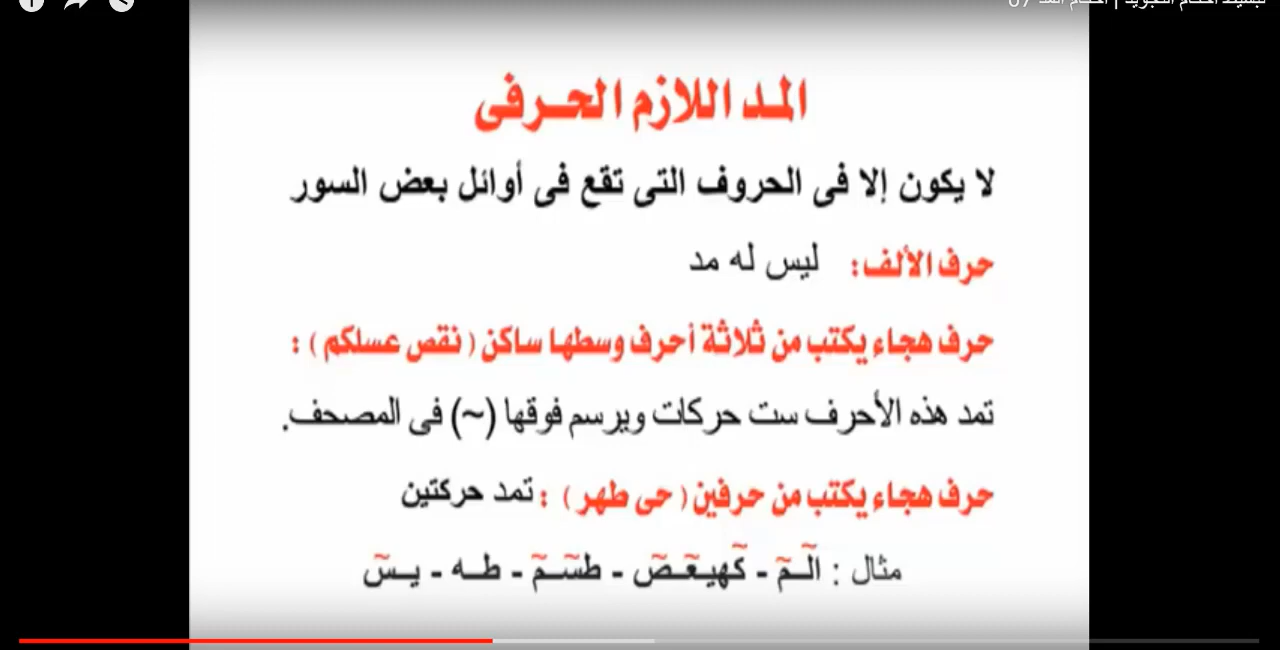 المد اللازم الحرفى
لا يكون إلا فى الحروف التى تقع فى أوائل بعض السور
حرف الألف: ليس له مد
حرف هجاء يكتب من ثلاثة أحرف وسطها ساكن ( نقص عسلكم ) :
تمد هذه الأحرف ست حركات ويرسم فوقها (~) فى المصحف.
حرف هجاء يكتب من حرفين ( حى طهر ) : تمد حركتين
مثال : الٓمٓ - كٓهيعٓصٓ - طسٓمٓ - طه - يسٓ